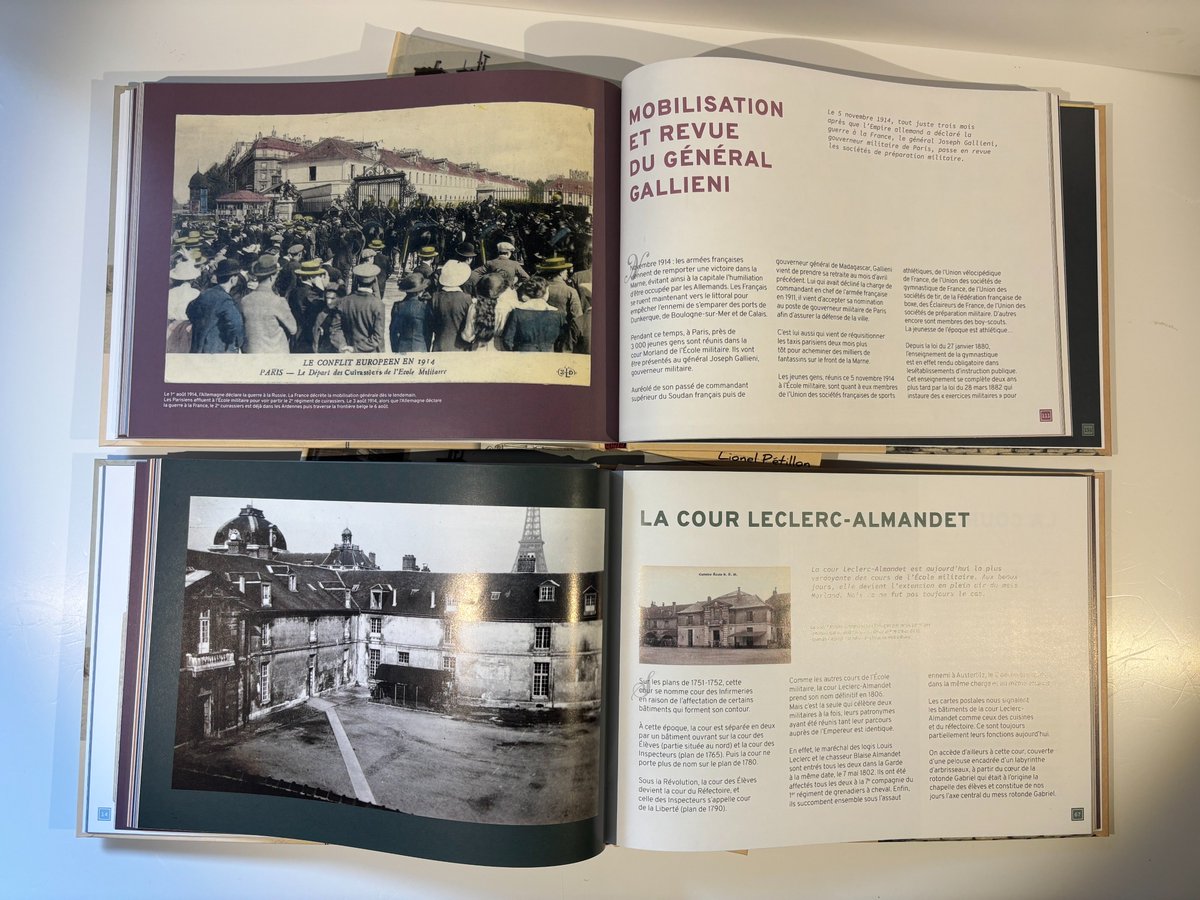 LE CONFLIT EUROPÉEN EN 1914
PARIS — Le Départ des Cuirassiers de l'École Militaire
Le 1er août 1914, l'Allemagne déclare la guerre à la Russie. La France décrète la mobilisation générale dès le lendemain.
Les Parisiens affluent à l'École militaire pour voir partir le 2e régiment de cuirassiers. Le 3 août 1914, alors que l'Allemagne déclare
la guerre à la France, le 2e cuirassiers est déjà dans les Ardennes puis traverse la frontière belge le 6 août.
MOBILISATION
ET REVUE
DU GÉNÉRAL
GALLIENI
Le 5 novembre 1914, tout juste trois mois
après que l'Empire allemand a déclaré la
guerre à la France, le général Joseph Gallieni,
gouverneur militaire de Paris, passe en revue
les sociétés de préparation militaire.
Novembre 1914 : les armées françaises
viennent de remporter une victoire dans la
Marne, évitant ainsi à la capitale l'humiliation
d'être occupée par les Allemands. Les Français
se ruent maintenant vers le littoral pour
empêcher l'ennemi de s'emparer des ports de
Dunkerque, de Boulogne-sur-Mer et de Calais.
Pendant ce temps, à Paris, près de
3 000 jeunes gens sont réunis dans la
cour Morland de l'École militaire. Ils vont
être présentés au général Joseph Gallieni,
gouverneur militaire.
Auréolé de son passé de commandant
supérieur du Soudan français puis de
gouverneur général de Madagascar, Gallieni
vient de prendre sa retraite au mois d'avril
précédent. Lui qui avait décliné la charge de
commandant en chef de l'armée française
en 1911, il vient d'accepter sa nomination
au poste de gouverneur militaire de Paris
afin d'assurer la défense de la ville.
C'est lui aussi qui vient de réquisitionner
les taxis parisiens deux mois plus
tôt pour acheminer des milliers de
fantassins sur le front de la Marne.
Les jeunes gens, réunis ce 5 novembre 1914
à l'École militaire, sont quant à eux membres
de l'Union des sociétés françaises de sports
athlétiques, de l'Union vélocipédique
de France, de l'Union des sociétés de
gymnastique de France, de l'Union des
sociétés de tir, de la Fédération française de
boxe, des Éclaireurs de France, de l'Union des
sociétés de préparation militaire. D'autres
encore sont membres des boy-scouts.
La jeunesse de l'époque est athlétique...
Depuis la loi du 27 janvier 1880,
l'enseignement de la gymnastique
est en effet rendu obligatoire dans
lesétablissements d'instruction publique.
Cet enseignement se complète deux ans
plus tard par la loi du 28 mars 1882 qui
instaure des « exercices militaires » pour
111
Lionel Pétillon
LA COUR LECLERC-ALMANDET
La cour Leclerc-Almandet est aujourd'hui la plus
verdoyante des cours de l'École militaire. Aux beaux
jours, elle devient l'extension en plein air du mess
Morland. Mais ce ne fut pas toujours le cas.
Sur les plans de 1751-1752, cette
cour se nomme cour des Infirmeries
en raison de l'affectation de certains
bâtiments qui forment son contour.
À cette époque, la cour est séparée en deux
par un bâtiment ouvrant sur la cour des
Élèves (partie située au nord) et la cour des
Inspecteurs (plan de 1765). Puis la cour ne
porte plus de nom sur le plan de 1780.
Sous la Révolution, la cour des Élèves
devient la cour du Réfectoire, et
celle des Inspecteurs s'appelle cour
de la Liberté (plan de 1790).
Comme les autres cours de l'École
militaire, la cour Leclerc-Almandet
prend son nom définitif en 1806.
Mais c'est la seule qui célèbre deux
militaires à la fois, leurs patronymes
ayant été réunis tant leur parcours
auprès de l'Empereur est identique.
En effet, le maréchal des logis Louis
Leclerc et le chasseur Blaise Almandet
sont entrés tous les deux dans la Garde
à la même date, le 7 mai 1802. Ils ont été
affectés tous les deux à la 7e compagnie du
1er régiment de grenadiers à cheval. Enfin,
ils succombent ensemble sous l'assaut
ennemi à Austerlitz, le
dans la même charge et au même
Les cartes postales nous signalent
les bâtiments de la cour Leclerc-
Almandet comme ceux des cuisines
et du réfectoire. Ce sont toujours
partiellement leurs fonctions aujourd'hui.
On accède d'ailleurs à cette cour, couverte
d'une pelouse encadrée d'un labyrinthe
d'arbrisseaux, à partir du cœur de la
rotonde Gabriel qui était à l'origine la
chapelle des élèves et constitue de nos
jours l'axe central du mess rotonde Gabriel.